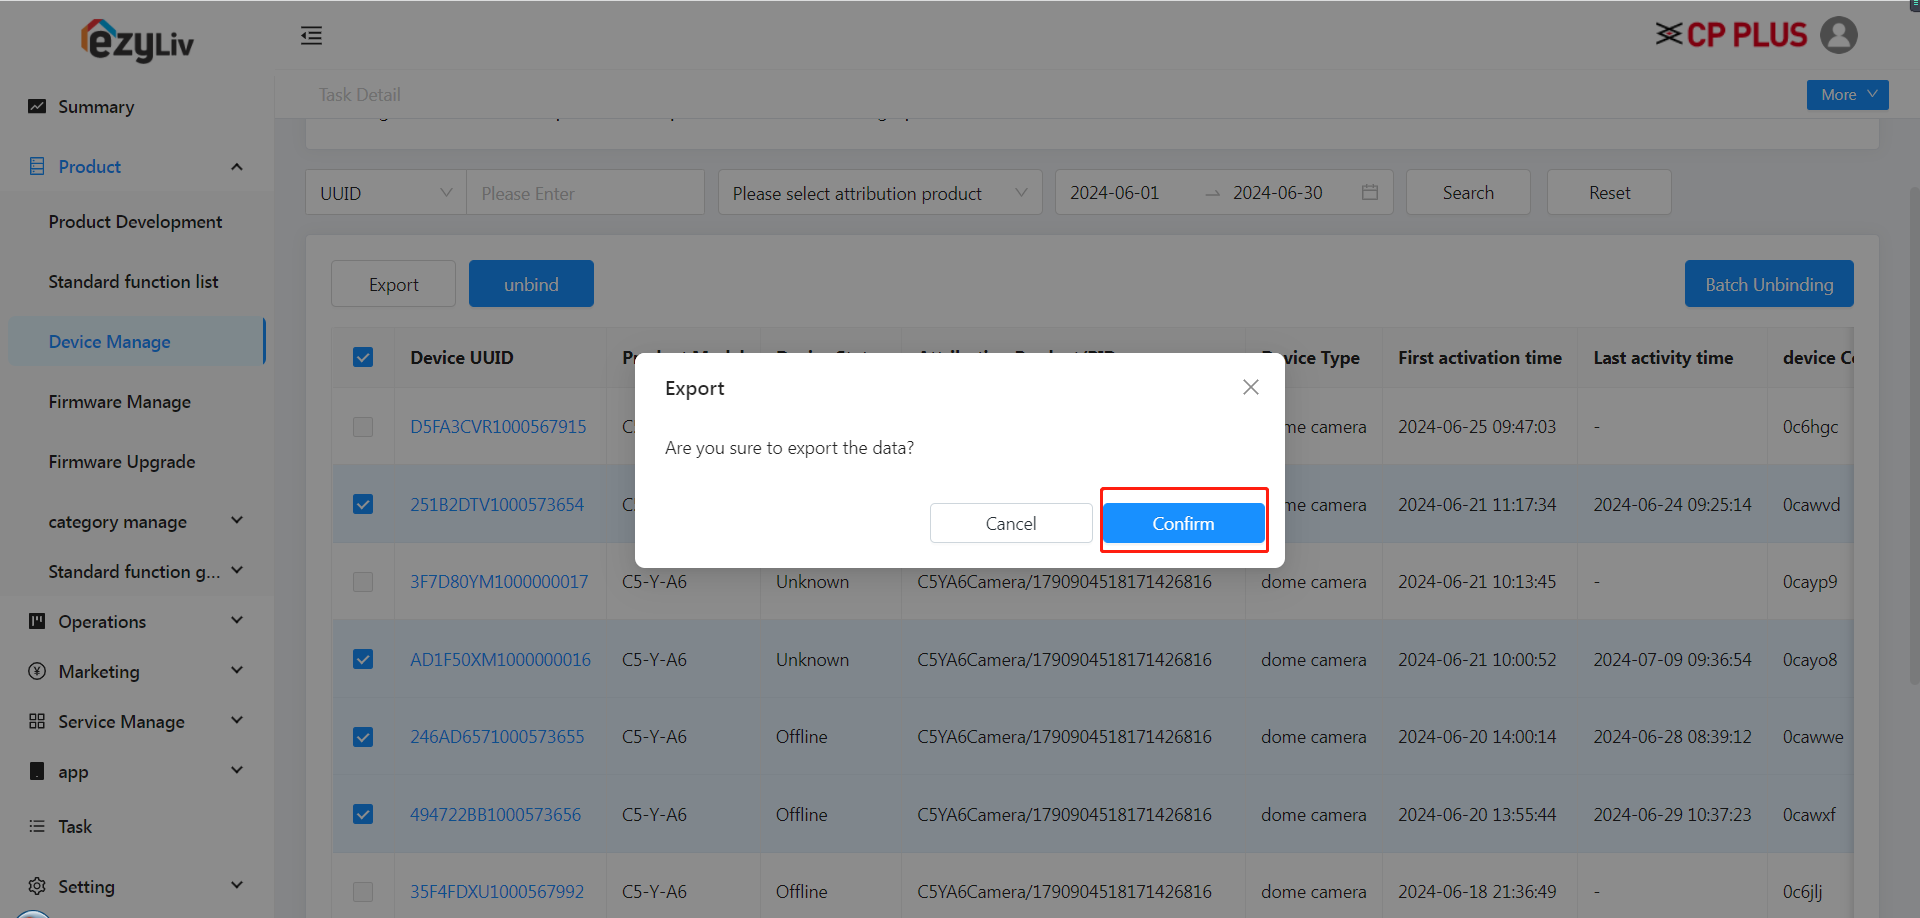 ezyLiv
CP PLUS
Task Detail
More
Summary
Product
Product Development
Standard function list
Device Manage
Firmware Manage
Firmware Upgrade
category manage
Standard function g...
Operations
Marketing
Service Manage
app
Task
Setting
UUID
Please Enter
Please select attribution product
2024-06-01
2024-06-30
Search
Reset
Export
unbind
Batch Unbinding
Device UUID
Device Type
First activation time
Last activity time
device Co
D5FA3CVR1000567915 me camera 2024-06-25 09:47:03 - 0c6hgc
251B2DTV1000573654 me camera 2024-06-21 11:17:34 2024-06-24 09:25:14 0cawvd
3F7D80YM1000000017 C5-Y-A6 Unknown C5YA6Camera/1790904518171426816 dome camera 2024-06-21 10:13:45 - 0cayp9
AD1F50XM1000000016 C5-Y-A6 Unknown C5YA6Camera/1790904518171426816 dome camera 2024-06-21 10:00:52 2024-07-09 09:36:54 0cayo8
246AD6571000573655 C5-Y-A6 Offline C5YA6Camera/1790904518171426816 dome camera 2024-06-20 14:00:14 2024-06-28 08:39:12 0cawwe
494722BB1000573656 C5-Y-A6 Offline C5YA6Camera/1790904518171426816 dome camera 2024-06-20 13:55:44 2024-06-29 10:37:23 0cawxf
35F4FDXU1000567992 C5-Y-A6 Offline C5YA6Camera/1790904518171426816 dome camera 2024-06-18 21:36:49 - 0c6jlj
Export
Are you sure to export the data?
Cancel
Confirm